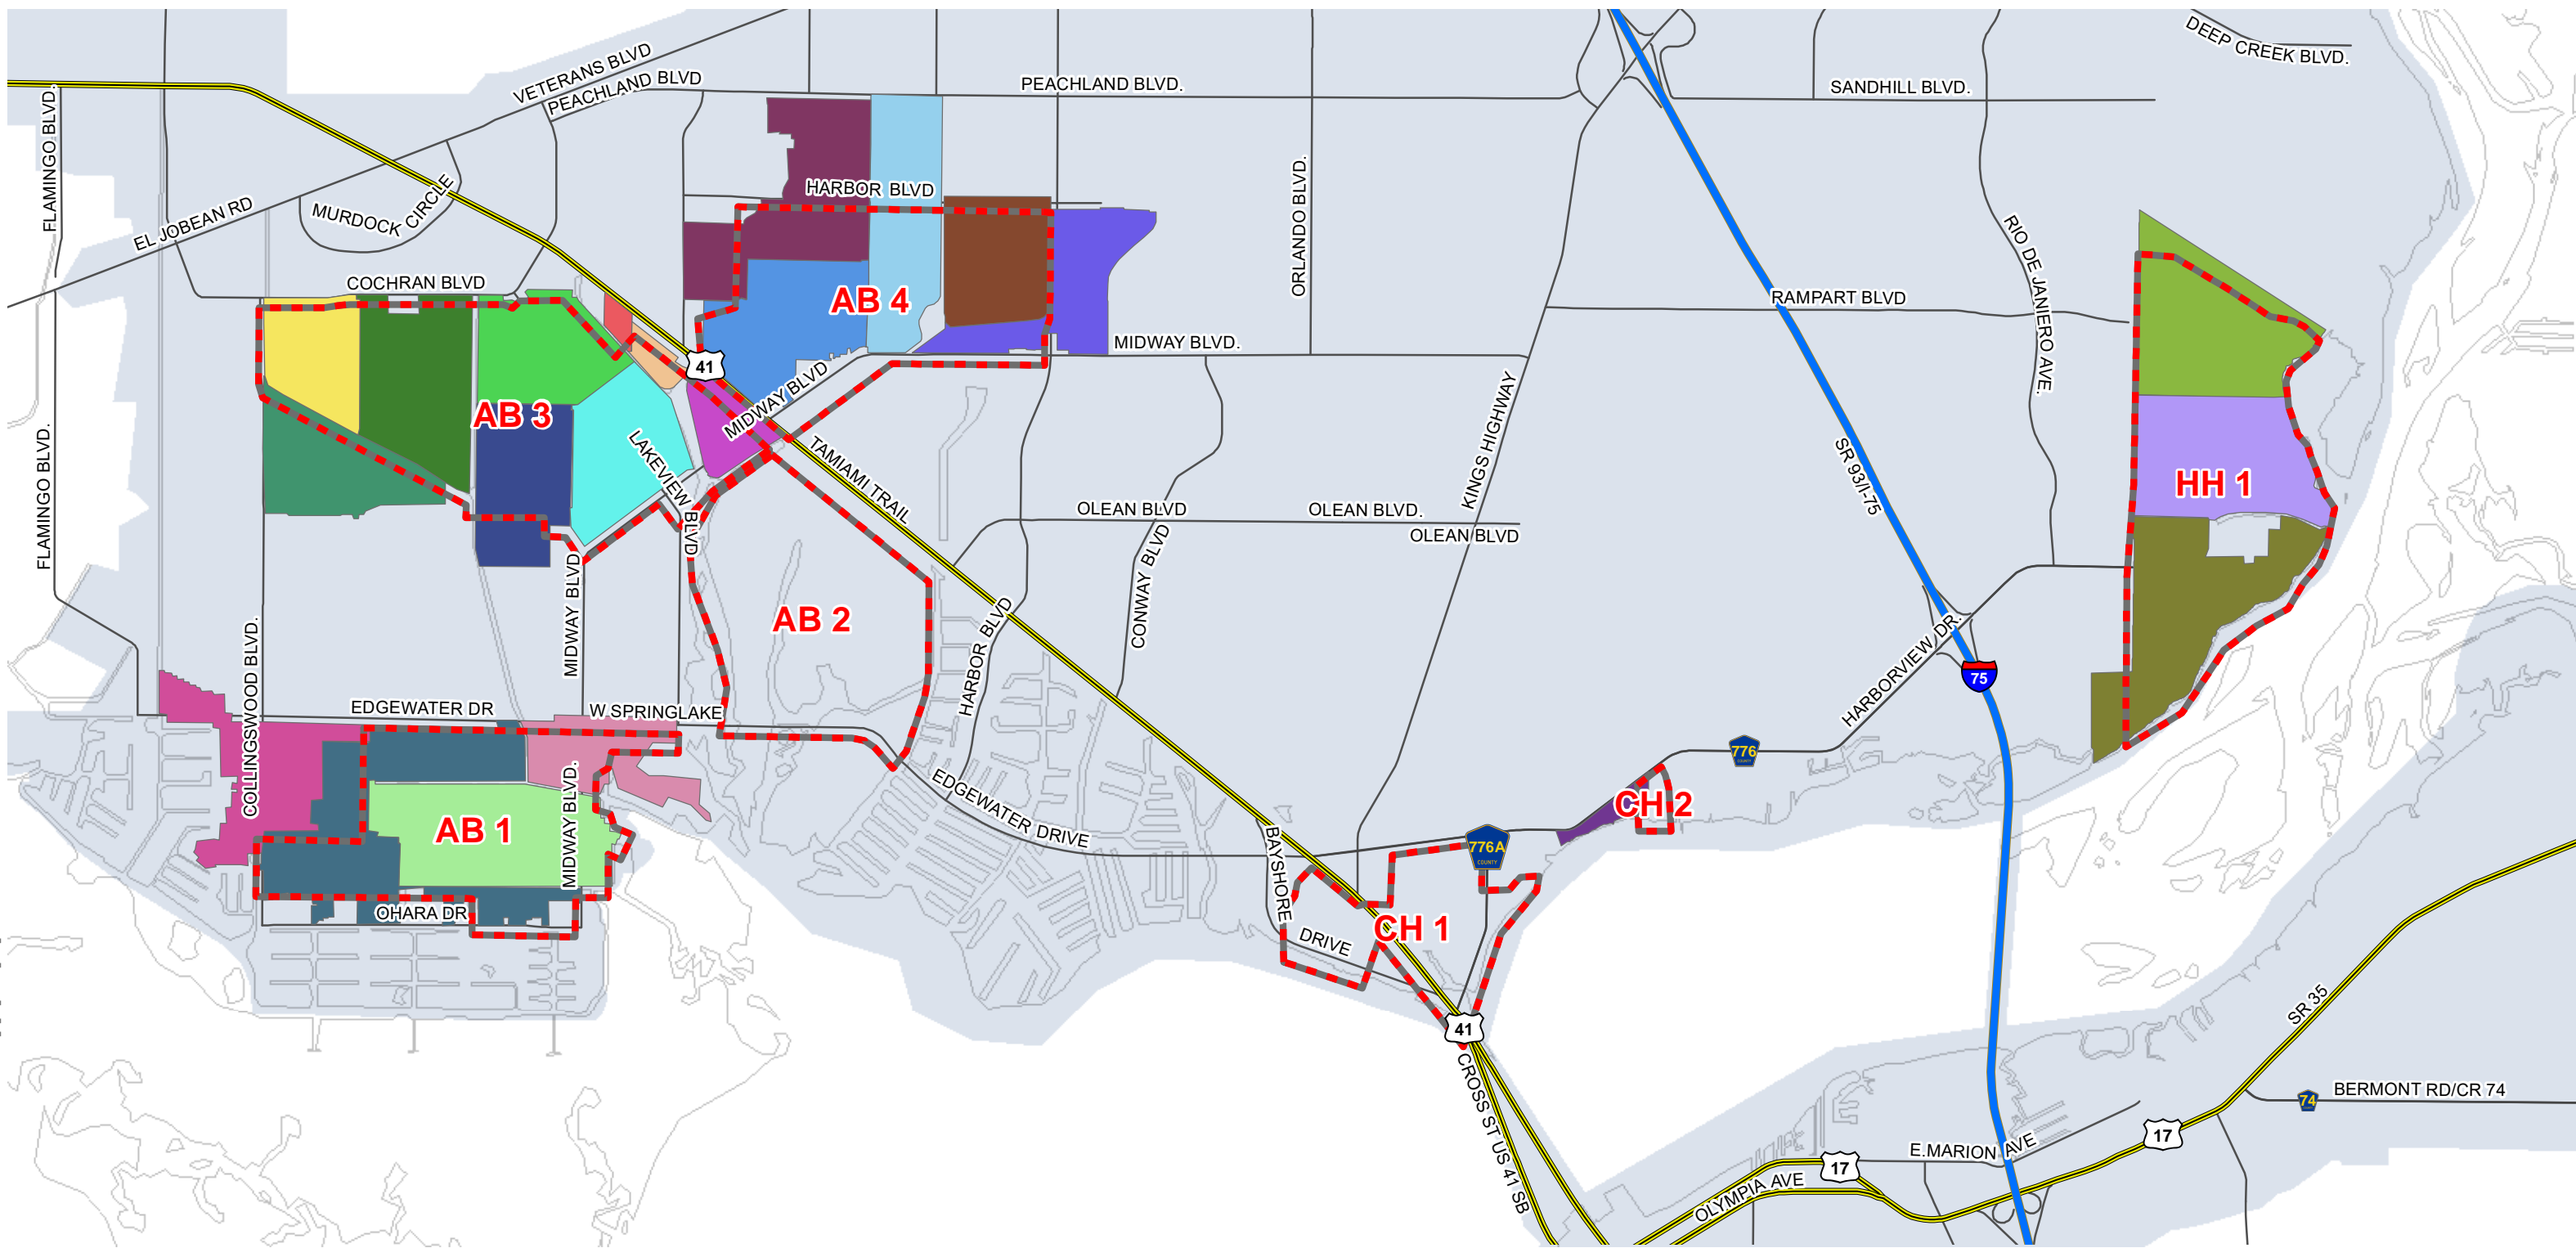 DEEP CREEK BLVD.
VETERANS BLVD
PEACHLAND BLVD
PEACHLAND BLVD.
SANDHILL BLVD.
FLAMINGO BLVD.
EL JOBEAN RD
MURDOCK CIRCLE
HARBOR BLVD
ORLANDO BLVD.
RIO DE JANIERO AVE.
COCHRAN BLVD
AB 4
RAMPART BLVD
41
MIDWAY BLVD.
MIDWAY BLVD
AB 3
LAKEVIEW BLVD
TAMIAMI TRAIL
KINGS HIGHWAY
SR 93/I-75
HH 1
FLAMINGO BLVD.
OLEAN BLVD
OLEAN BLVD.
OLEAN BLVD
CONWAY BLVD
MIDWAY BLVD
AB 2
HARBOR BLVD
HARBORVIEW DR.
75
COLLINGSWOOD BLVD.
EDGEWATER DR
W SPRINGLAKE
776
COUNTY
EDGEWATER DRIVE
MIDWAY BLVD.
AB 1
CH 2
776A
COUNTY
BAYSHORE DRIVE
CH 1
OHARA DR
41
CROSS ST US 41 SB
SR 35
74
BERMONT RD/CR 74
17
E.MARION AVE
17
OLYMPIA AVE